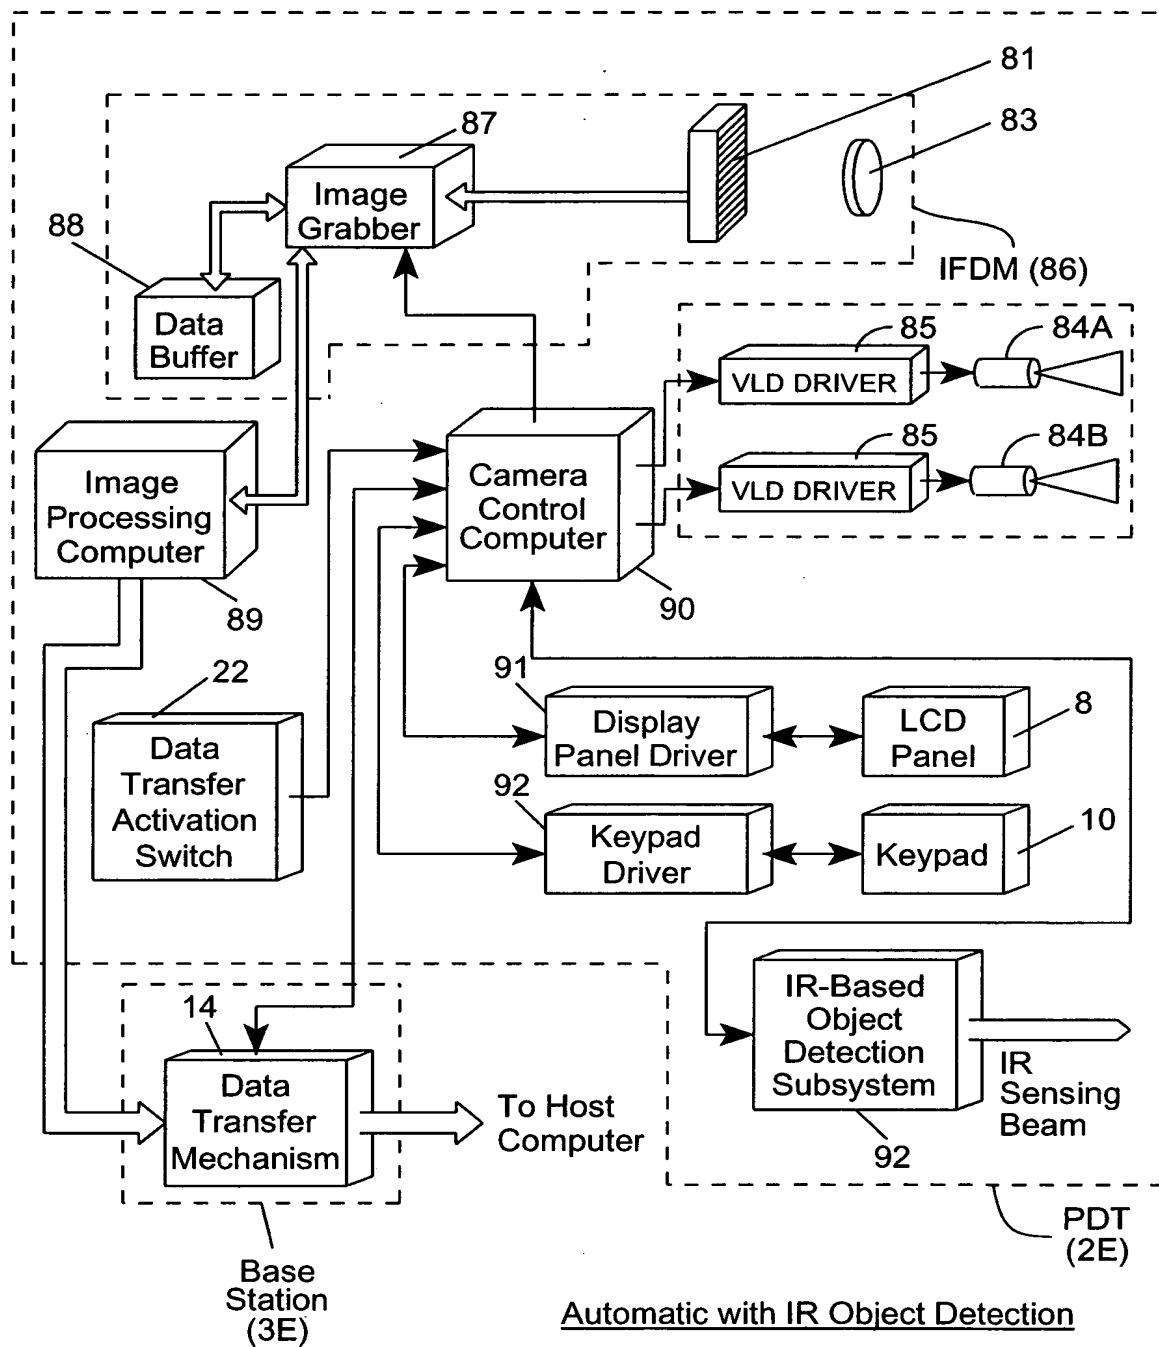 81
83
87
Image
Grabber
88
Data
Buffer
IFDM (86)
85
84A
VLD DRIVER
85
84B
VLD DRIVER
Image
Processing
Computer
89
Camera
Control
Computer
90
22
Data
Transfer
Activation
Switch
91
Display
Panel Driver
LCD
Panel
8
92
Keypad
Driver
Keypad
10
14
Data
Transfer
Mechanism
To Host
Computer
IR-Based
Object
Detection
Subsystem
92
IR
Sensing
Beam
PDT
(2E)
Base
Station
(3E)
Automatic with IR Object Detection